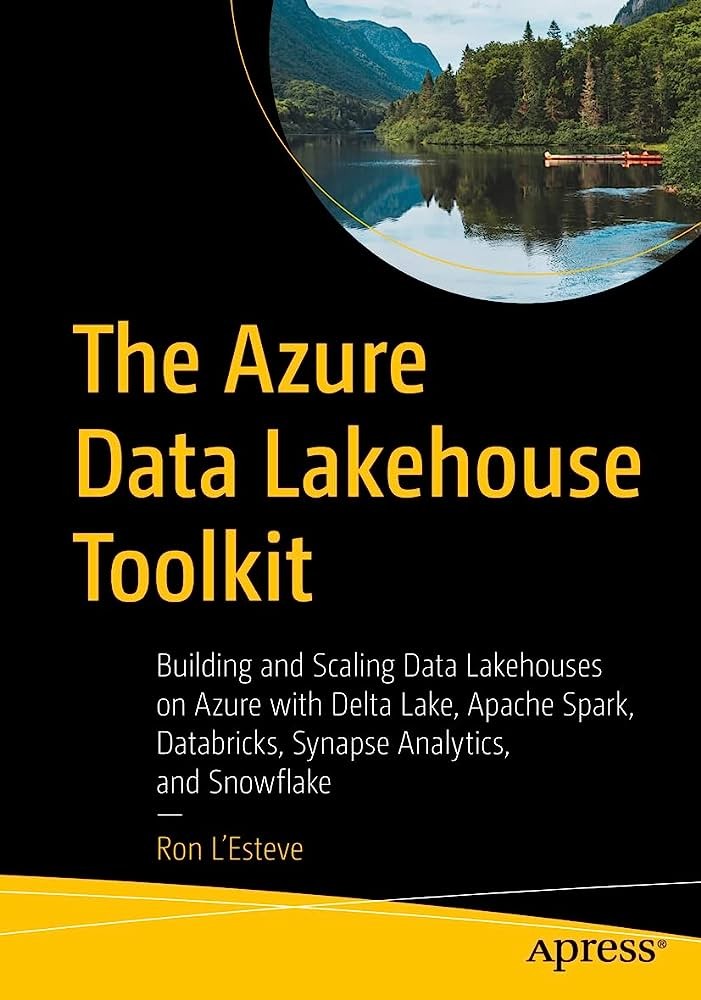 The Azure
Data Lakehouse
Toolkit
Building and Scaling Data Lakehouses
on Azure with Delta Lake, Apache Spark,
Databricks, Synapse Analytics,
and Snowflake
—
Ron L’Esteve
Apress®